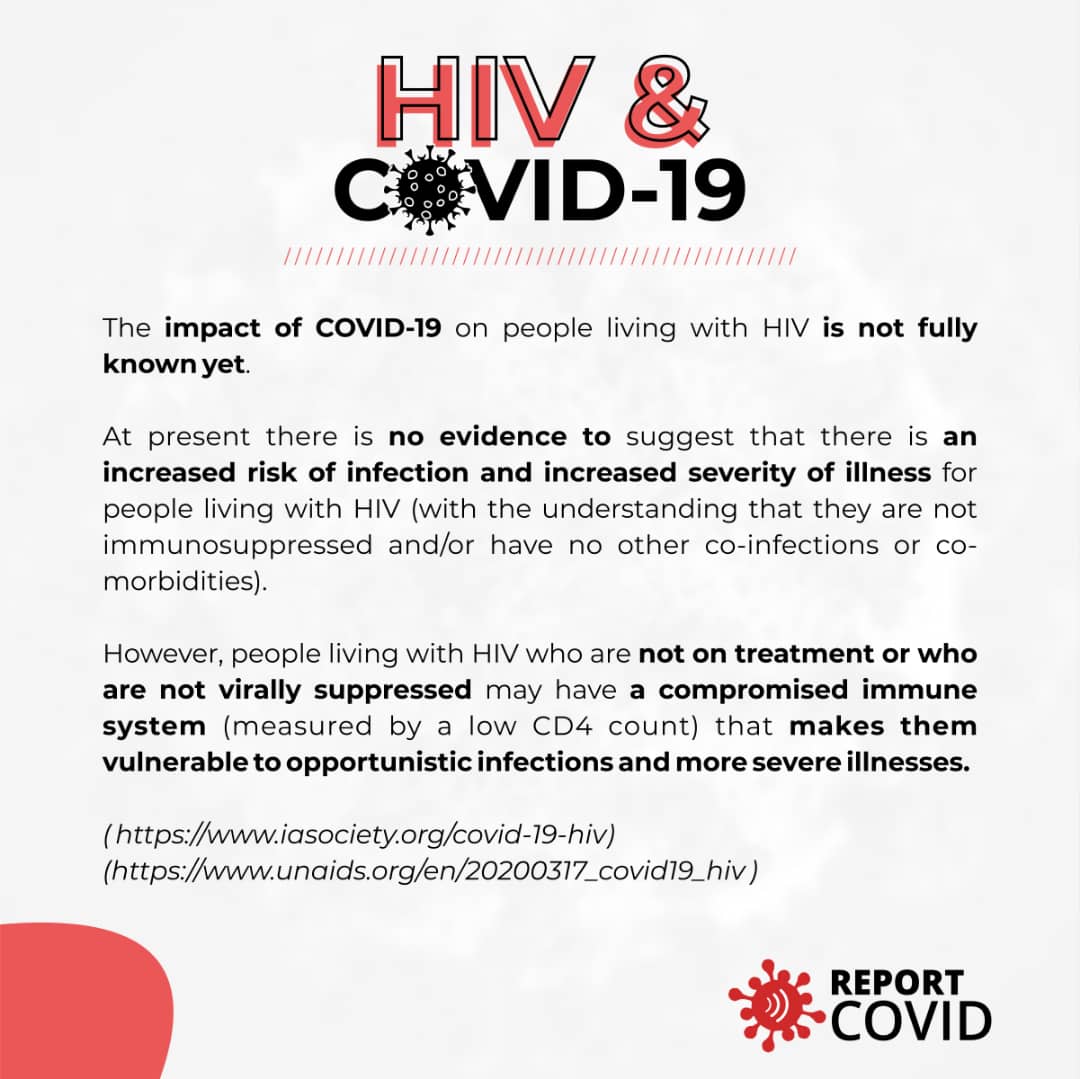 HIV &
COVID-19
////////////////////////////////////////////////
The impact of COVID-19 on people living with HIV is not fully
known yet.
At present there is no evidence to suggest that there is an
increased risk of infection and increased severity of illness for
people living with HIV (with the understanding that they are not
immunosuppressed and/or have no other co-infections or co-
morbidities).
However, people living with HIV who are not on treatment or who
are not virally suppressed may have a compromised immune
system (measured by a low CD4 count) that makes them
vulnerable to opportunistic infections and more severe illnesses.
(https://www.iasociety.org/covid-19-hiv)
(https://www.unaids.org/en/20200317_covid19_hiv)
REPORT
COVID